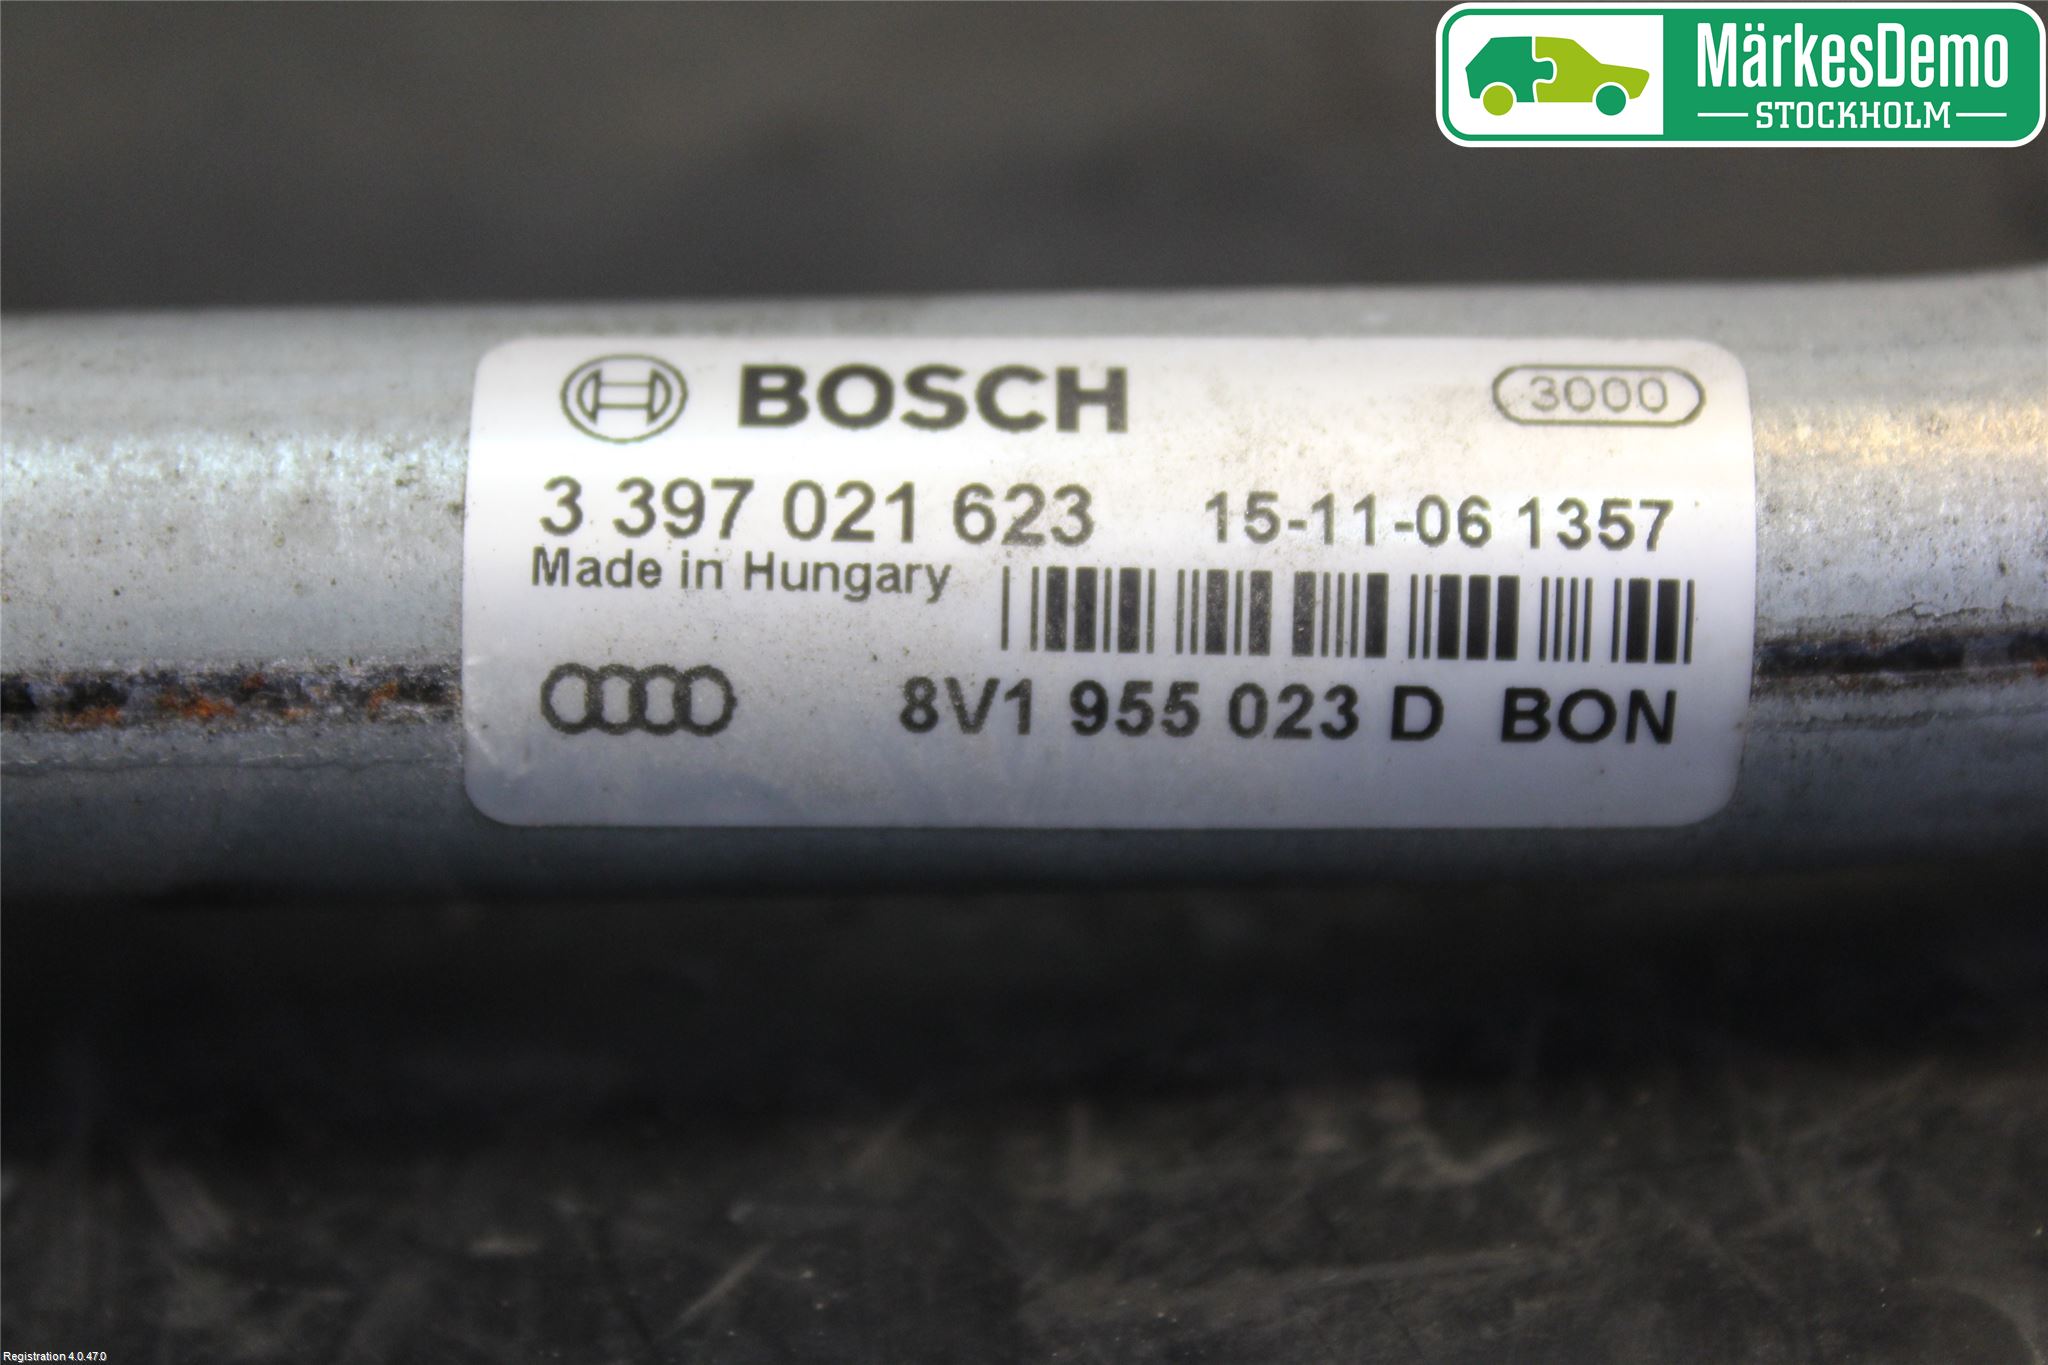 MärkesDemo
STOCKHOLM
BOSCH 3000
3 397 021 623 15-11-06 1357
Made in Hungary
8V1 955 023 D BON
Registration 4.0.47.0